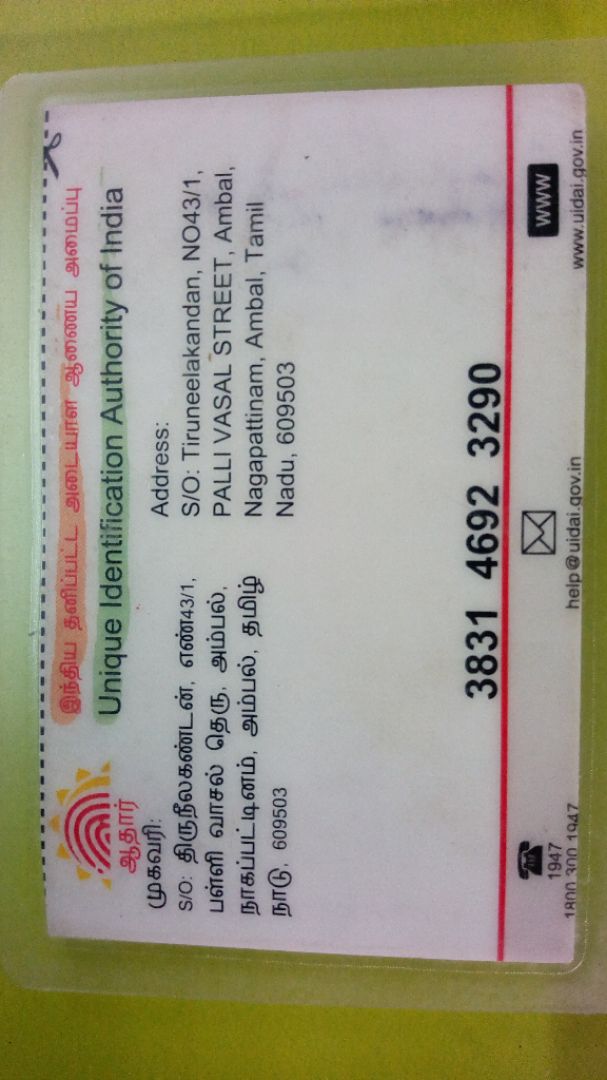 இந்திய தனிப்பட்ட அடையாள ஆணைய அமைப்பு
Unique Identification Authority of India
ஆதார்
முகவரி:
S/O: திருநீலகண்டன், எண்43/1,
பள்ளி வாசல் தெரு, அம்பல்,
நாகப்பட்டினம், அம்பல், தமிழ்
நாடு, 609503
Address:
S/O: Tiruneelakandan, NO43/1,
PALLI VASAL STREET, Ambal,
Nagapattinam, Ambal, Tamil
Nadu, 609503
3831 4692 3290
1947
1800 300 1947
help@uidai.gov.in
WWW
www.uidai.gov.in